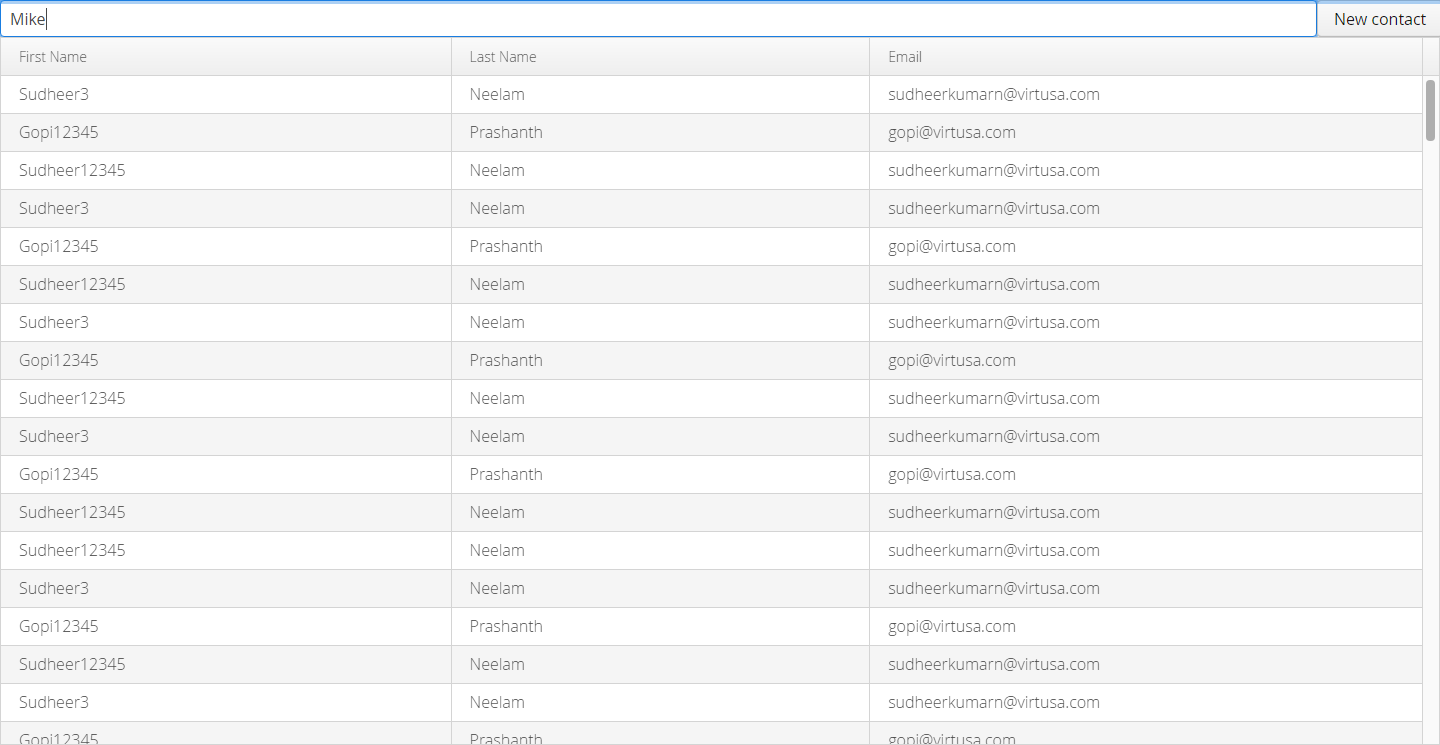 Mike New contact
First Name Last Name Email
Sudheer3 Neelam sudheerkumarn@virtusa.com
Gopi12345 Prashanth gopi@virtusa.com
Sudheer12345 Neelam sudheerkumarn@virtusa.com
Sudheer3 Neelam sudheerkumarn@virtusa.com
Gopi12345 Prashanth gopi@virtusa.com
Sudheer12345 Neelam sudheerkumarn@virtusa.com
Sudheer3 Neelam sudheerkumarn@virtusa.com
Gopi12345 Prashanth gopi@virtusa.com
Sudheer12345 Neelam sudheerkumarn@virtusa.com
Sudheer3 Neelam sudheerkumarn@virtusa.com
Gopi12345 Prashanth gopi@virtusa.com
Sudheer12345 Neelam sudheerkumarn@virtusa.com
Sudheer12345 Neelam sudheerkumarn@virtusa.com
Sudheer3 Neelam sudheerkumarn@virtusa.com
Gopi12345 Prashanth gopi@virtusa.com
Sudheer12345 Neelam sudheerkumarn@virtusa.com
Sudheer3 Neelam sudheerkumarn@virtusa.com
Gopi12345 Prashanth gopi@virtusa.com